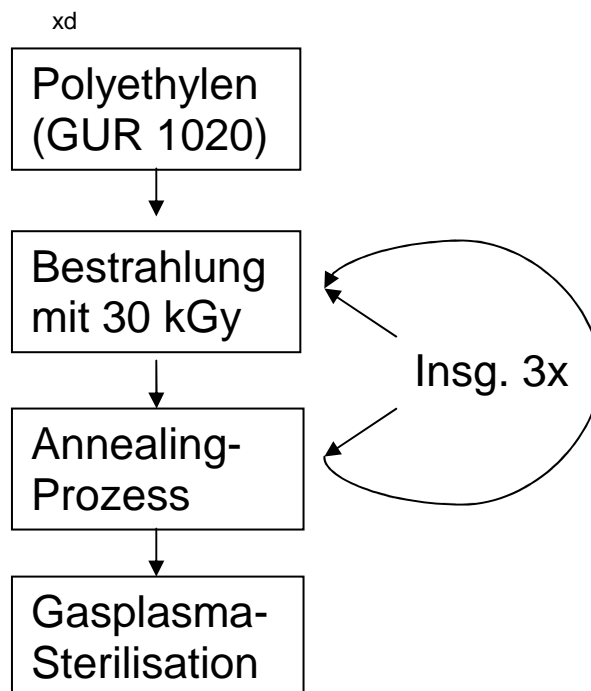 xd
Polyethylen
(GUR 1020)
Bestrahlung
mit 30 kGy
Insg. 3x
Annealing-
Prozess
Gasplasma-
Sterilisation